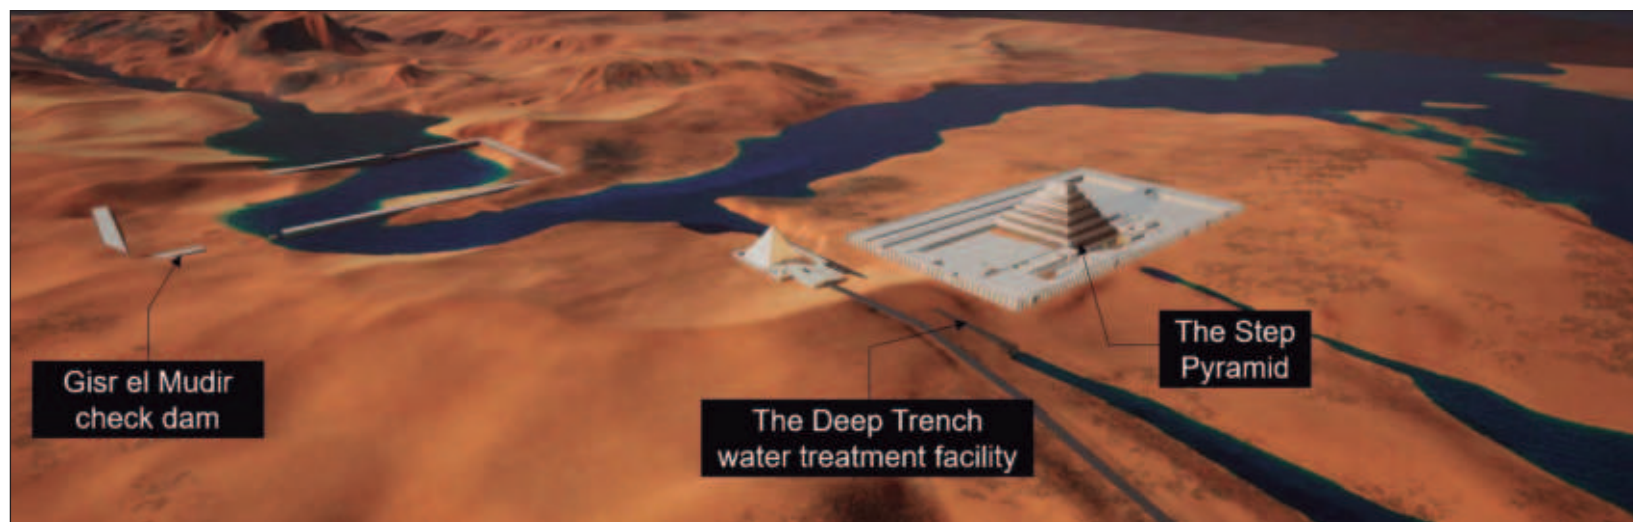 Gisr el Mudir
check dam
The Deep Trench
water treatment facility
The Step
Pyramid